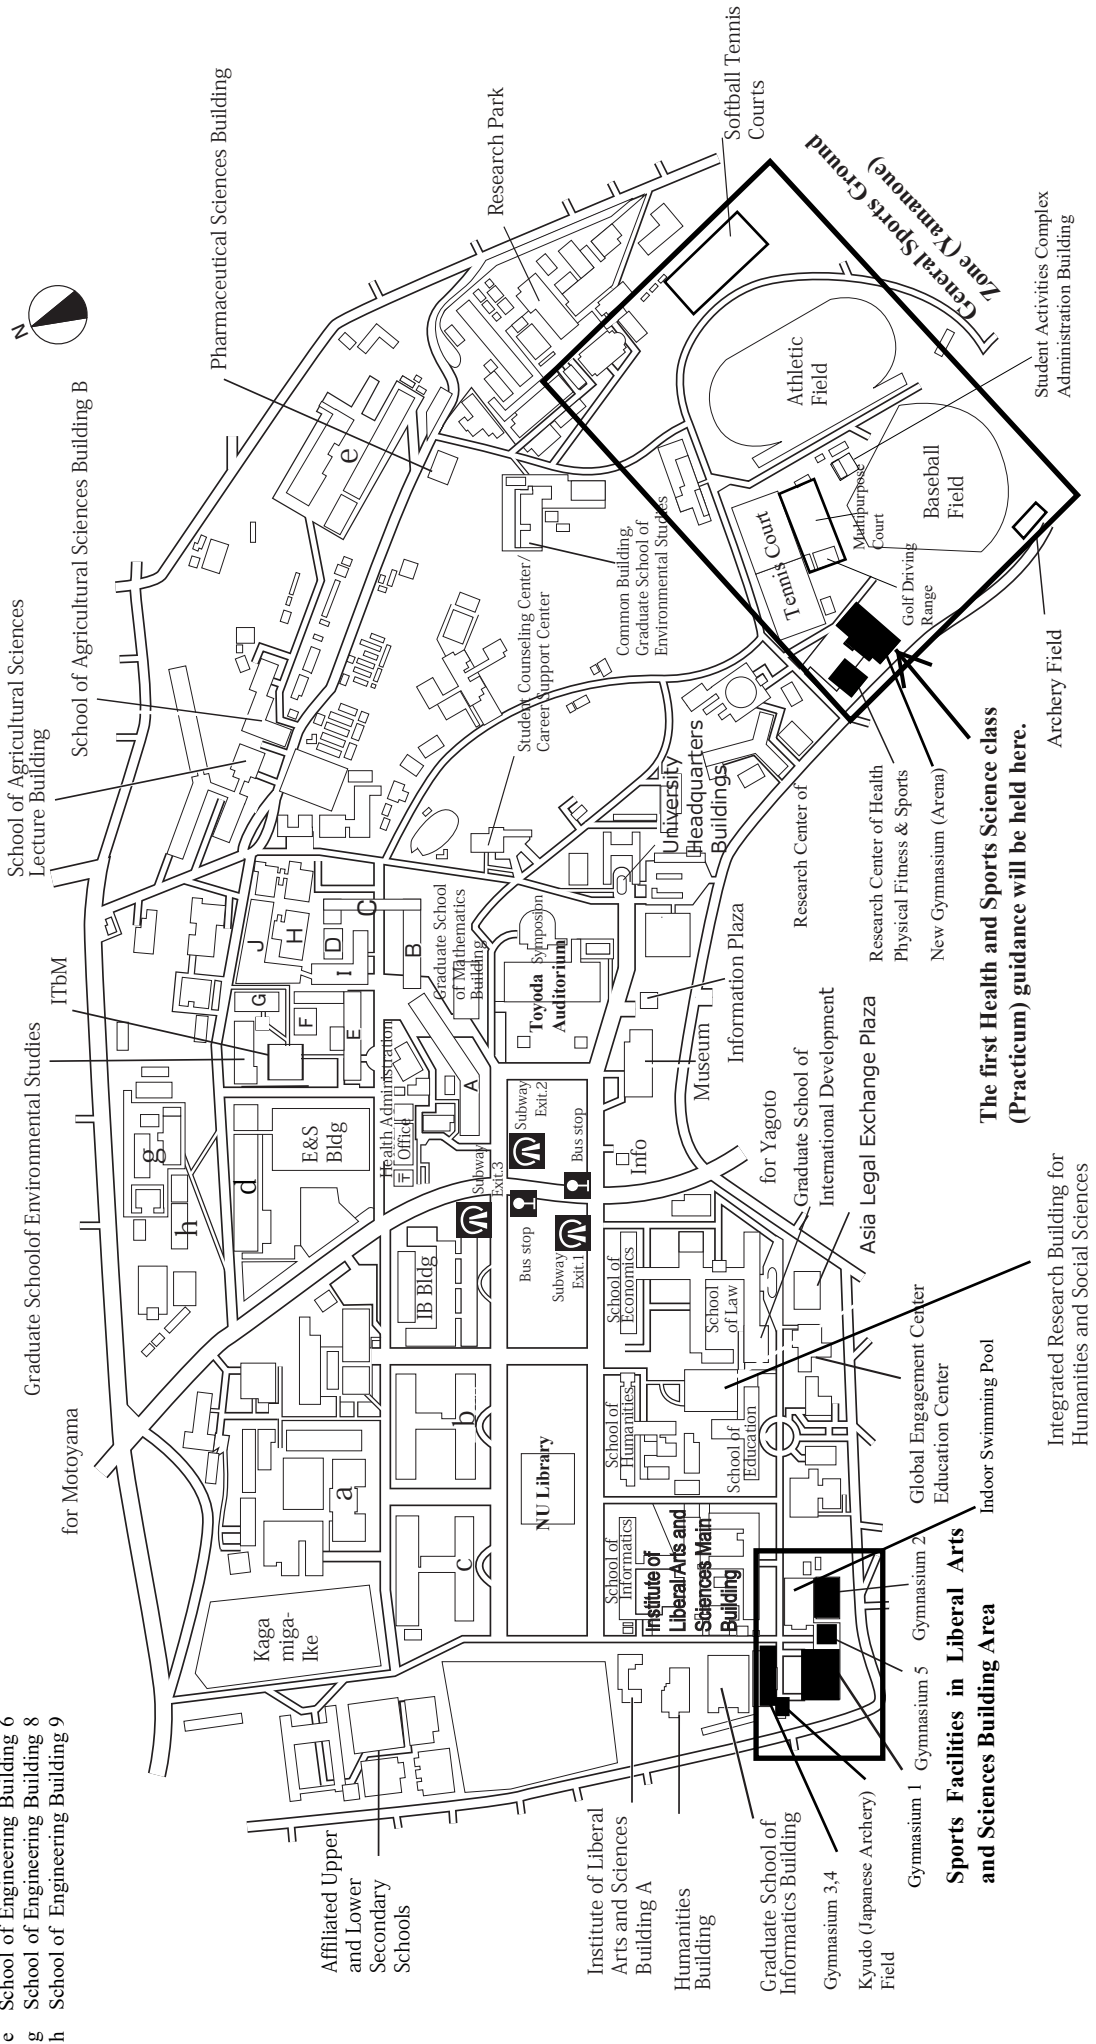 e School of Engineering Building 6
g School of Engineering Building 8
h School of Engineering Building 9
for Motoyama
Graduate Schoolof Environmental Studies
ITbM
School of Agricultural Sciences
Lecture Building
School of Agricultural Sciences Building B
N
Pharmaceutical Sciences Building
Research Park
Softball Tennis
Courts
General Sports Ground
Zone (Yamanoue)
Student Activities Complex
Administration Building
Athletic
Field
Baseball
Field
Multipurpose
Court
Tennis Court
Golf Driving
Range
Archery Field
Common Building,
Graduate School of
Environmental Studies
Student Counseling Center/
Career Support Center
University
Headquarters
Buildings
Research Center of
Research Center of Health
Physical Fitness & Sports
New Gymnasium (Arena)
The first Health and Sports Science class
(Practicum) guidance will be held here.
Graduate School
of Mathematics
Building
Symposion
Toyoda
Auditorium
Information Plaza
Museum
Info
for Yagoto
Graduate School of
International Development
Asia Legal Exchange Plaza
Health Administration
Office
E&S
Bldg
IB Bldg
Subway
Exit.3
Subway
Exit.2
Bus stop
Bus stop
Subway
Exit.1
School of
Economics
School
of Law
School of
Humanities
School of
Education
School of
Informatics
Institute of
Liberal Arts and
Sciences Main
Building
NU Library
Integrated Research Building for
Humanities and Social Sciences
Global Engagement Center
Education Center
Indoor Swimming Pool
Gymnasium 2
Gymnasium 5
Gymnasium 1
Sports Facilities in Liberal Arts
and Sciences Building Area
Kyudo (Japanese Archery)
Field
Gymnasium 3,4
Graduate School of
Informatics Building
Humanities
Building
Institute of Liberal
Arts and Sciences
Building A
Affiliated Upper
and Lower
Secondary
Schools
Kaga
miga-
Ike
a
b
c
d
e
g
h
A
B
C
D
E
F
G
H
I
J